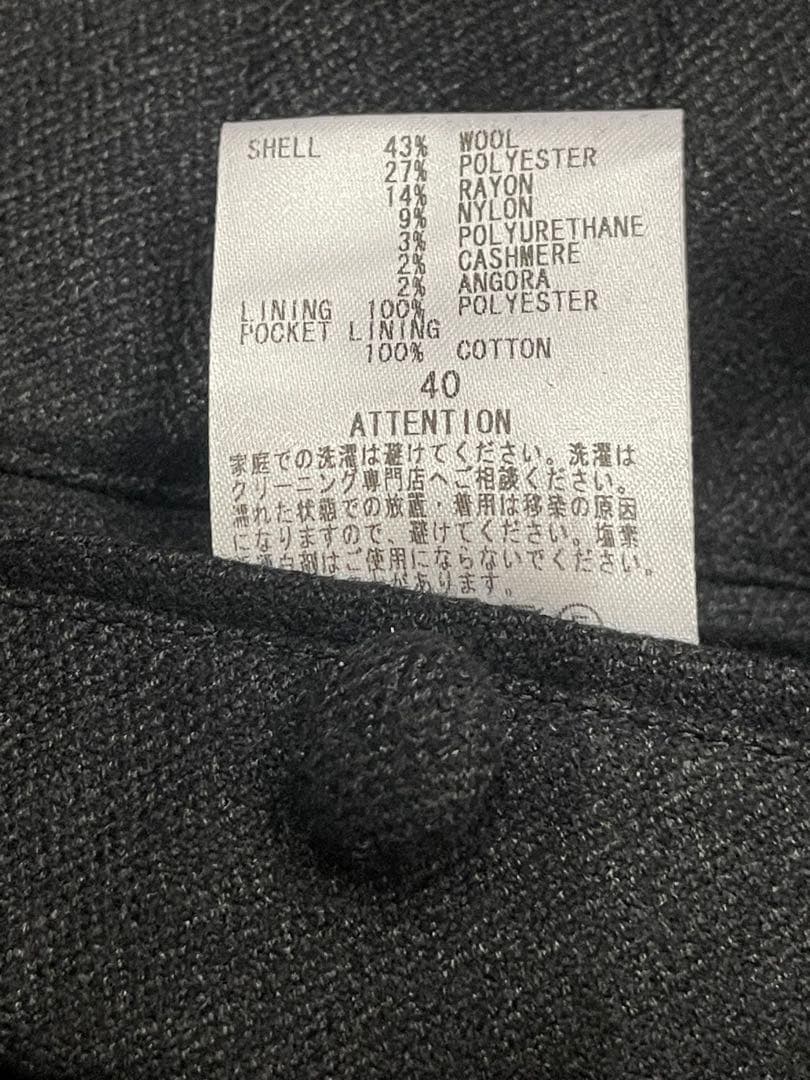 SHELL 43% WOOL
27% POLYESTER
14% RAYON
9% NYLON
3% POLYURETHANE
2% CASHMERE
2% ANGORA
LINING 100% POLYESTER
POCKET LINING
100% COTTON
40
ATTENTION
家庭での洗濯は避けてください。洗濯は
クリーニング専門店へご相談ください。
濡れた状態での放置・着用は移染の原因
になりますので、避けてください。塩素
白剤はご使用にならないでください。
があります。